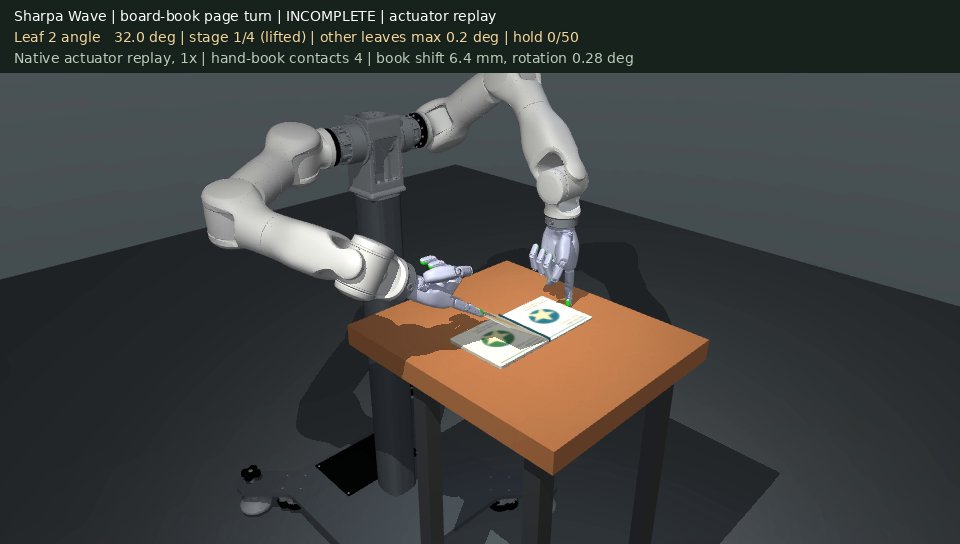 Sharpa Wave | board-book page turn | INCOMPLETE | actuator replay
Leaf 2 angle   32.0 deg | stage 1/4 (lifted) | other leaves max 0.2 deg | hold 0/50
Native actuator replay, 1x | hand-book contacts 4 | book shift 6.4 mm, rotation 0.28 deg